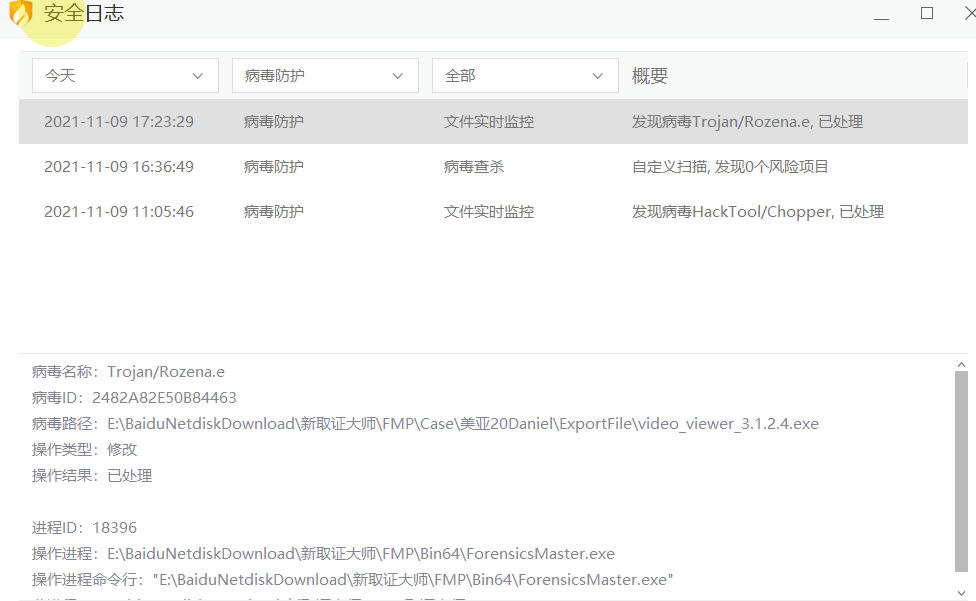 安全日志
今天 病毒防护 全部 概要
2021-11-09 17:23:29 病毒防护 文件实时监控 发现病毒Trojan/Rozena.e, 已处理
2021-11-09 16:36:49 病毒防护 病毒查杀 自定义扫描, 发现0个风险项目
2021-11-09 11:05:46 病毒防护 文件实时监控 发现病毒HackTool/Chopper, 已处理
病毒名称：Trojan/Rozena.e
病毒ID：2482A82E50B84463
病毒路径：E:\BaiduNetdiskDownload\新取证大师\FMP\Case\美亚20Daniel\ExportFile\video_viewer_3.1.2.4.exe
操作类型：修改
操作结果：已处理
进程ID：18396
操作进程：E:\BaiduNetdiskDownload\新取证大师\FMP\Bin64\ForensicsMaster.exe
操作进程命令行："E:\BaiduNetdiskDownload\新取证大师\FMP\Bin64\ForensicsMaster.exe"